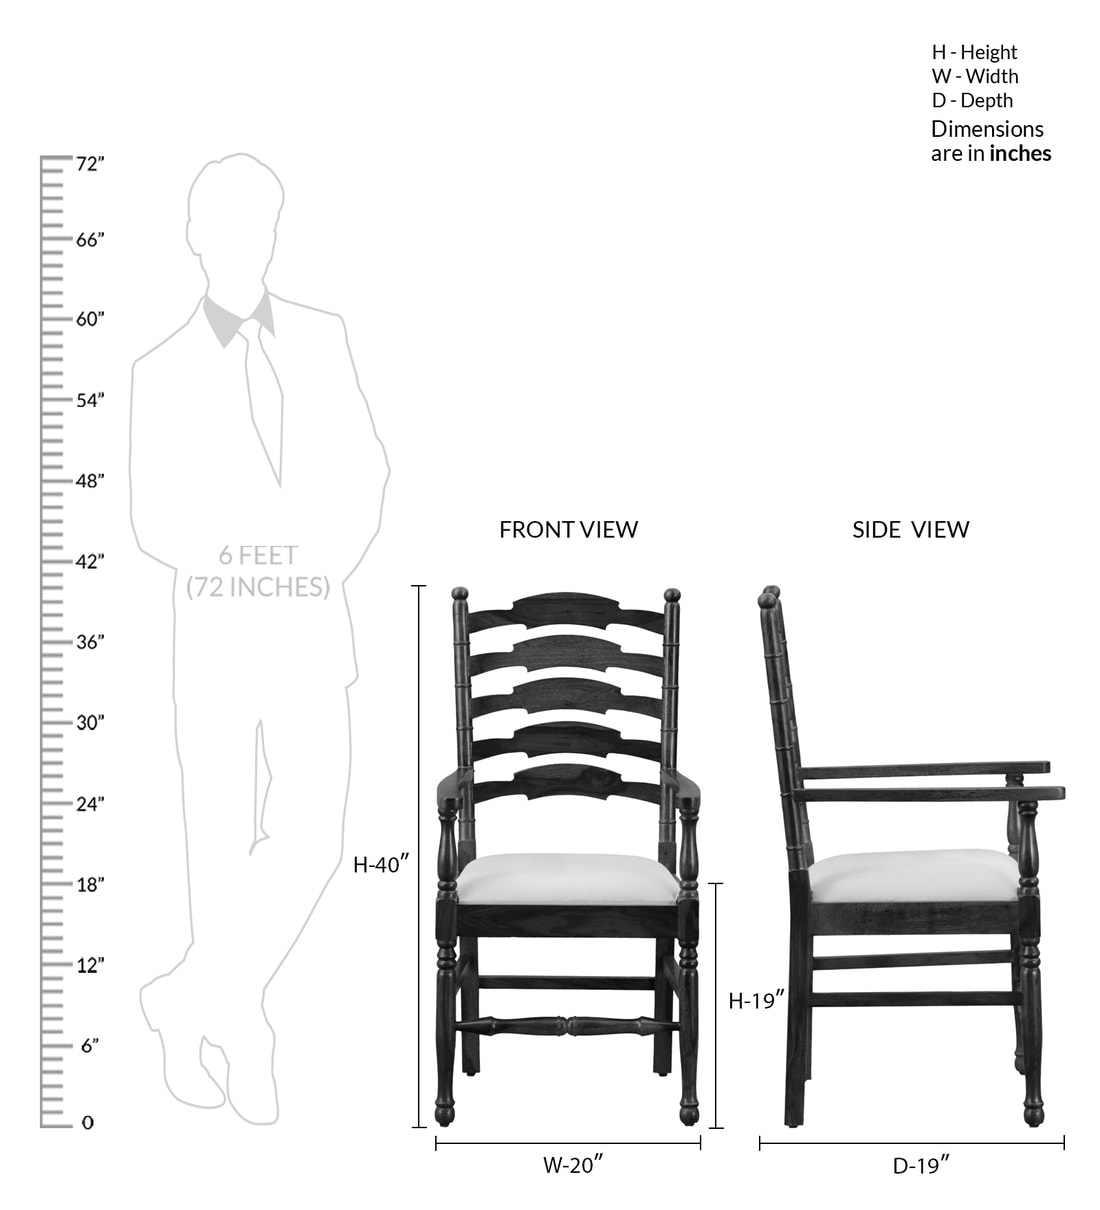 H - Height
W - Width
D - Depth
Dimensions
are in inches
72”
66”
60”
54”
48”
42”
36”
30”
24”
18”
12”
6”
0
6 FEET
(72 INCHES)
FRONT VIEW
SIDE VIEW
H-40”
H-19”
W-20”
D-19”